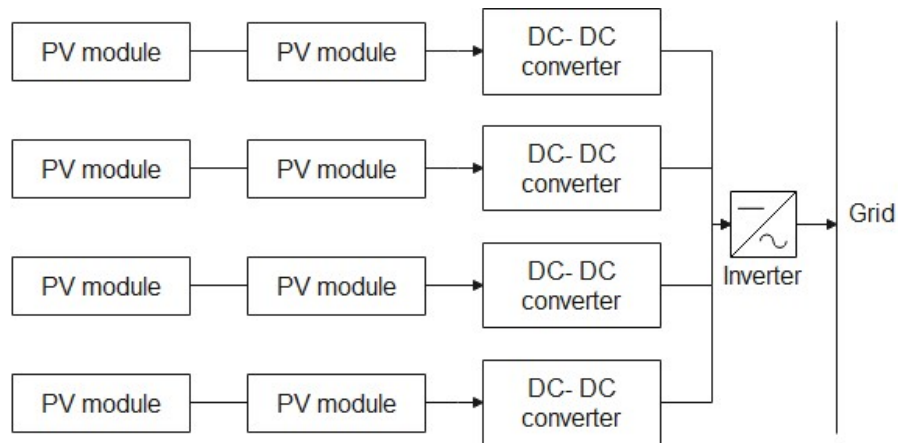 PV module
PV module
DC- DC
converter
PV module
PV module
DC- DC
converter
Grid
Inverter
PV module
PV module
DC- DC
converter
PV module
PV module
DC- DC
converter